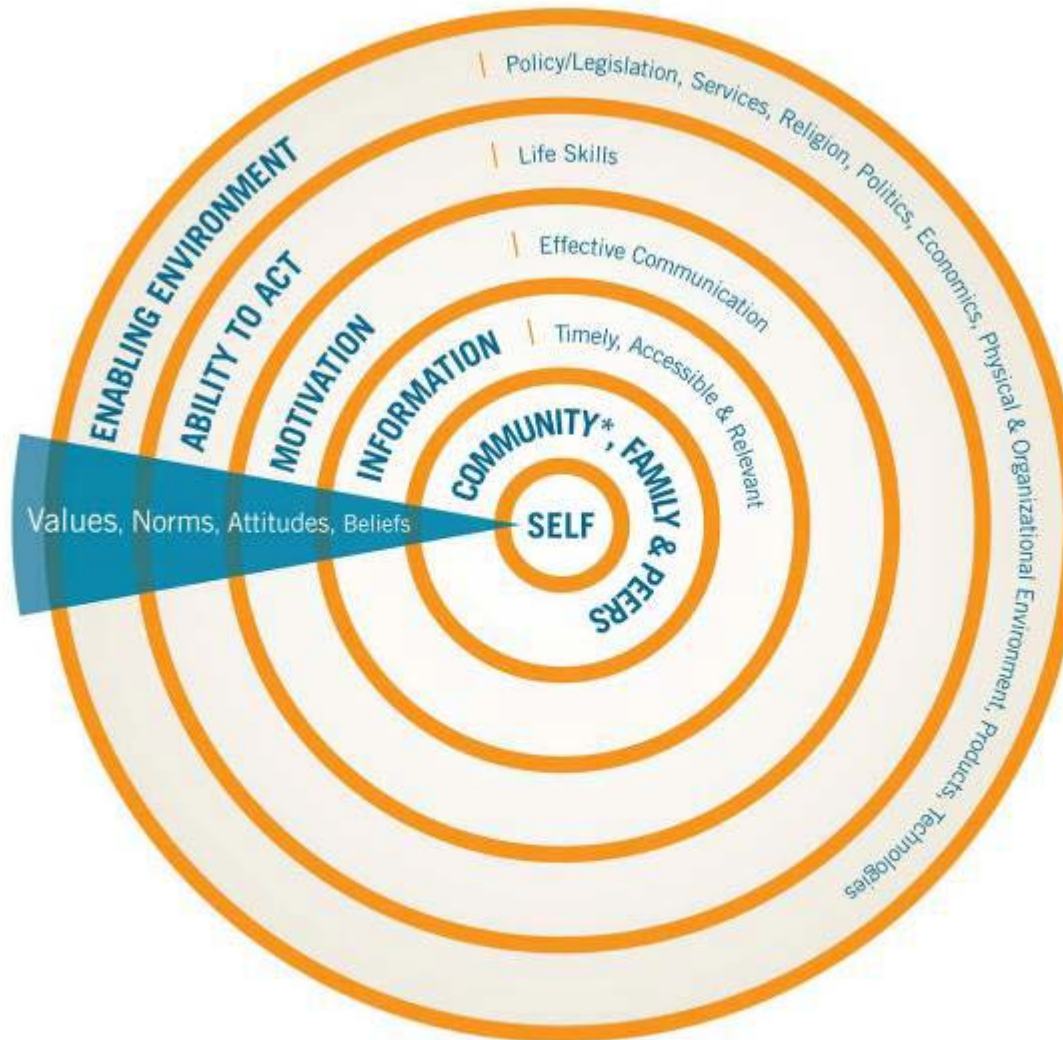 ENABLING ENVIRONMENT | Policy/Legislation, Services, Religion, Politics, Economics, Physical & Organizational Environment, Products, Technologies
ABILITY TO ACT | Life Skills
MOTIVATION | Effective Communication
INFORMATION | Timely, Accessible & Relevant
COMMUNITY*, FAMILY & PEERS
SELF
Values, Norms, Attitudes, Beliefs